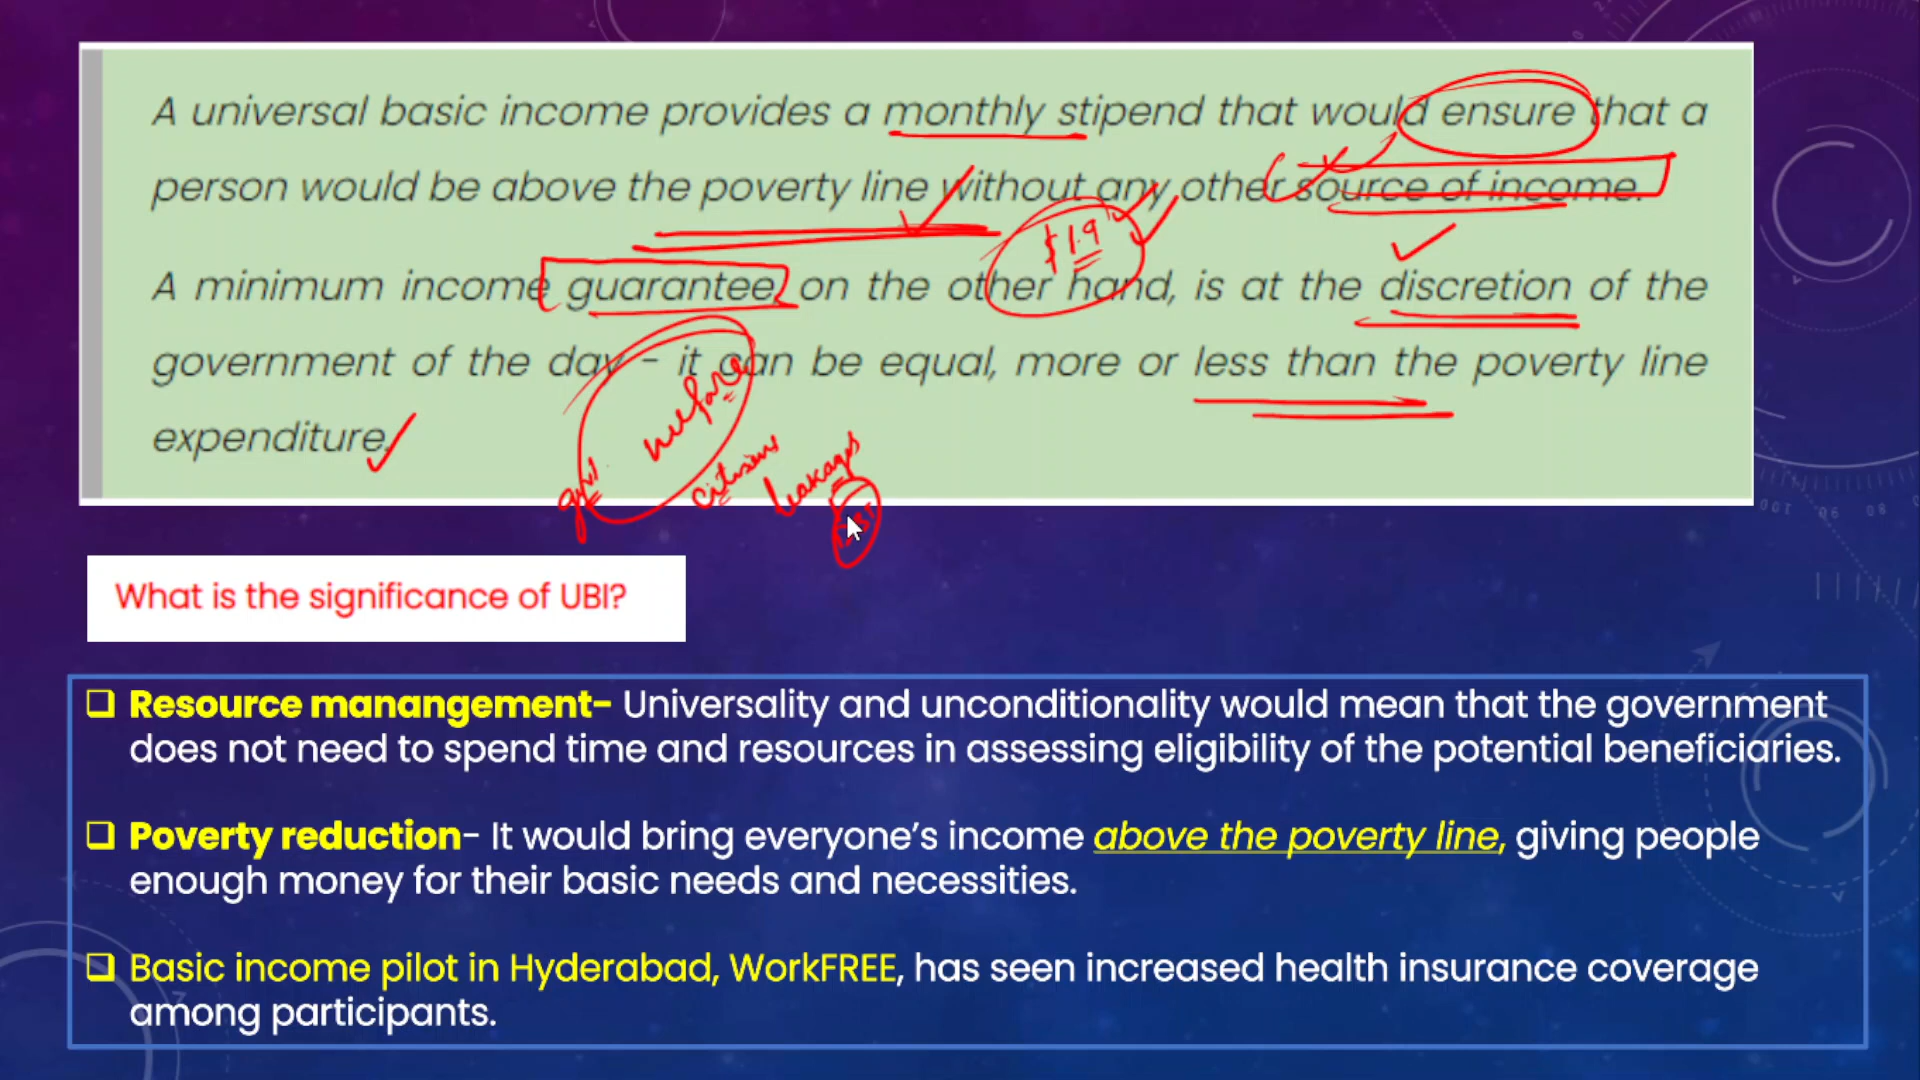 A universal basic income provides a monthly stipend that would ensure that a
person would be above the poverty line without any other source of income.
$1.9
A minimum income guarantee, on the other hand, is at the discretion of the
government of the day - it can be equal, more or less than the poverty line
expenditure.
govt welfare citizens leakages
What is the significance of UBI?
❑ Resource manangement- Universality and unconditionality would mean that the government
does not need to spend time and resources in assessing eligibility of the potential beneficiaries.
❑ Poverty reduction- It would bring everyone’s income above the poverty line, giving people
enough money for their basic needs and necessities.
❑ Basic income pilot in Hyderabad, WorkFREE, has seen increased health insurance coverage
among participants.
100 90 08